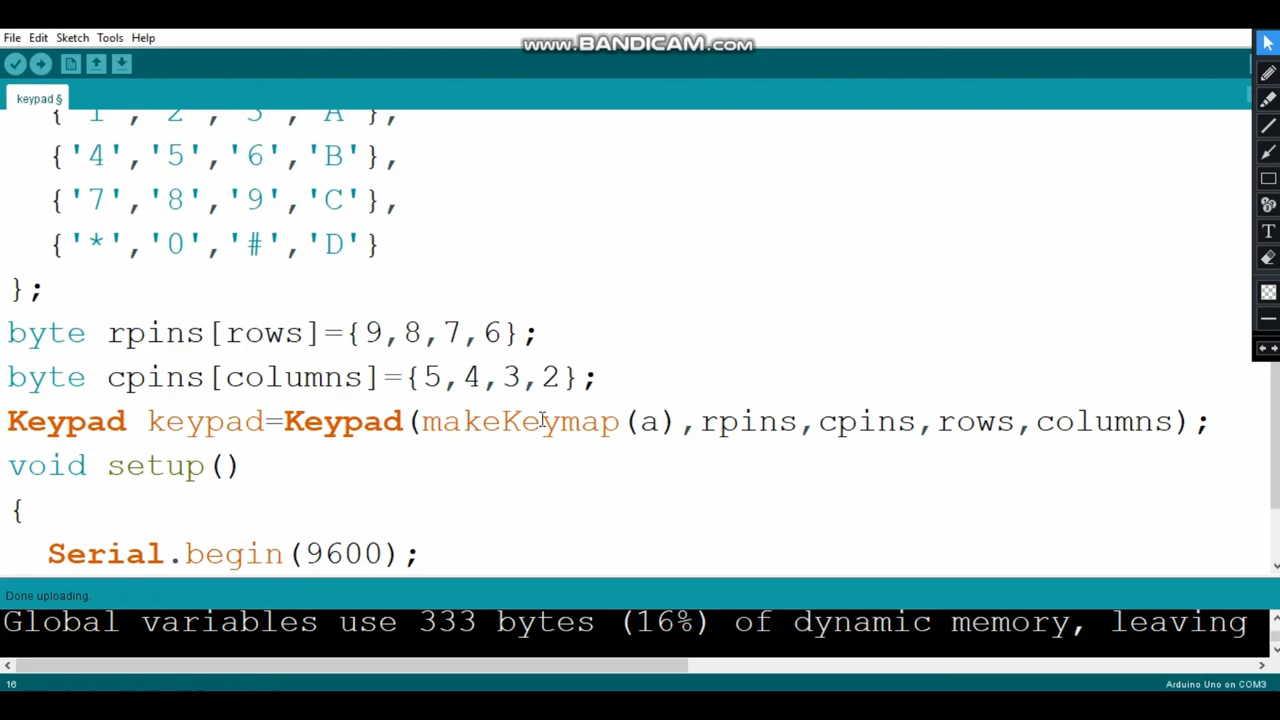 www.BANDICAM.com
File Edit Sketch Tools Help
keypad §
{'1','2','3','A'},
{'4','5','6','B'},
{'7','8','9','C'},
{'*','0','#','D'}
};
byte rpins[rows]={9,8,7,6};
byte cpins[columns]={5,4,3,2};
Keypad keypad=Keypad(makeKeymap(a),rpins,cpins,rows,columns);
void setup()
{
Serial.begin(9600);
Done uploading.
Global variables use 333 bytes (16%) of dynamic memory, leaving
16
Arduino Uno on COM3